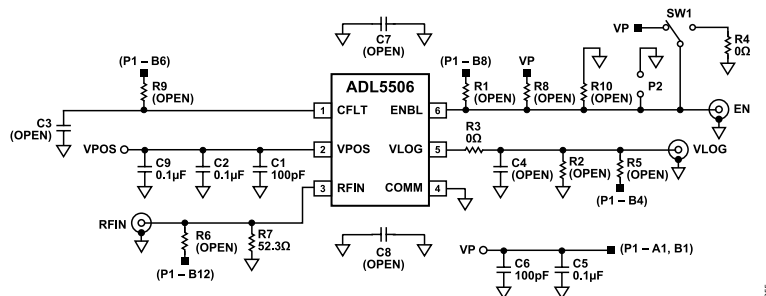 C7
(OPEN)
SW1
VP
R4
0Ω
(P1 – B6)
R9
(OPEN)
C3
(OPEN)
ADL5506
1 CFLT
ENBL 6
2 VPOS
VLOG 5
3 RFIN
COMM 4
(P1 – B8)
R1
(OPEN)
VP
R8
(OPEN)
R10
(OPEN)
P2
EN
VPOS
C9
0.1µF
C2
0.1µF
C1
100pF
R3
0Ω
C4
(OPEN)
R2
(OPEN)
R5
(OPEN)
(P1 – B4)
VLOG
RFIN
R6
(OPEN)
(P1 – B12)
R7
52.3Ω
C8
(OPEN)
VP
C6
100pF
C5
0.1µF
(P1 – A1, B1)